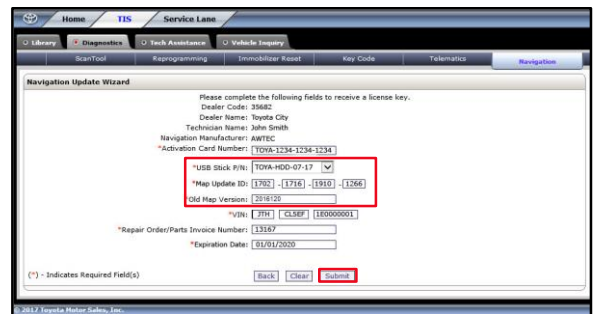 Home TIS Service Lane
Library Diagnostics Tech Assistance Vehicle Inquiry
ScanTool Reprogramming Immobilizer Reset Key Code Telematics Navigation
Navigation Update Wizard
Please complete the following fields to receive a license key.
Dealer Code: 35682
Dealer Name: Toyota City
Technician Name: John Smith
Navigation Manufacturer: AWTEC
*Activation Card Number: TOYA-1234-1234-1234
*USB Stick P/N: TOYA-HDD-07-17
*Map Update ID: 1702 - 1716 - 1910 - 1266
*Old Map Version: 2016120
*VIN: JTH CL5EF 1E0000001
*Repair Order/Parts Invoice Number: 13167
*Expiration Date: 01/01/2020
(*) - Indicates Required Field(s)
Back Clear Submit
© 2017 Toyota Motor Sales, Inc.